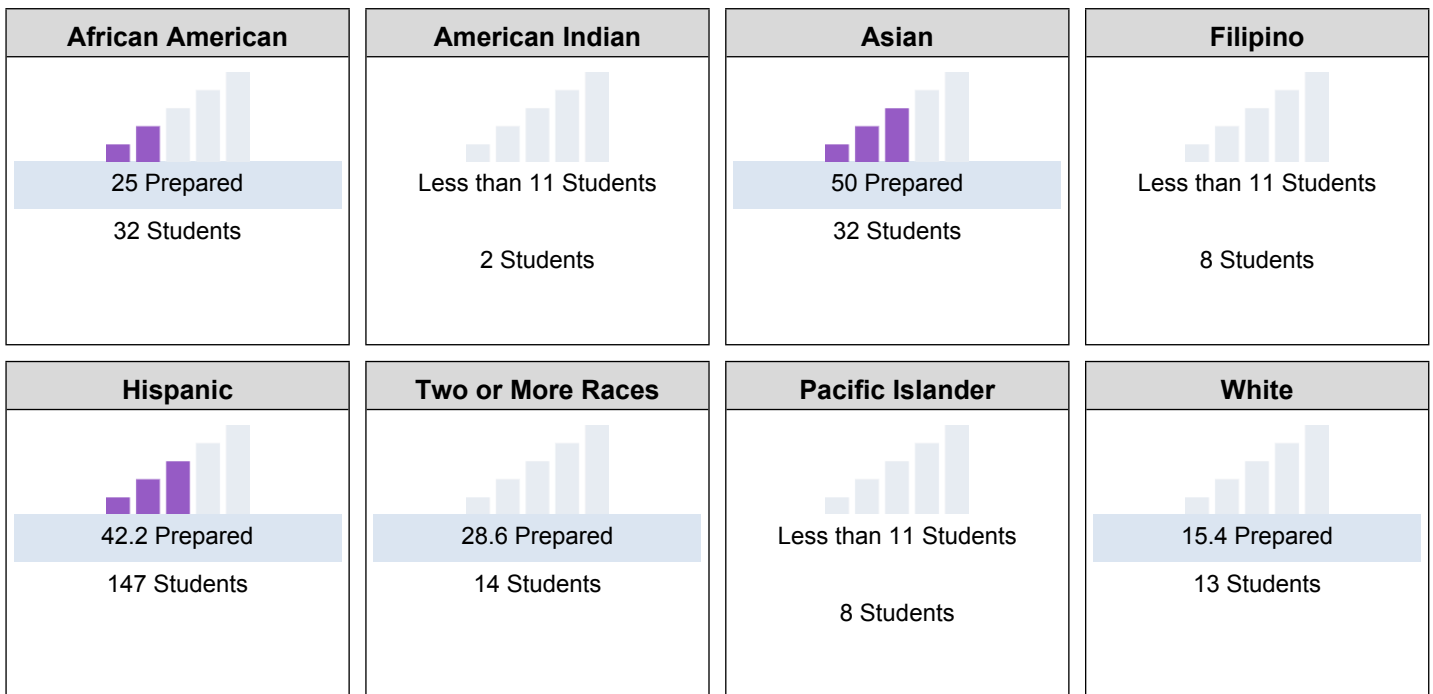 African American
25 Prepared
32 Students
American Indian
Less than 11 Students
2 Students
Asian
50 Prepared
32 Students
Filipino
Less than 11 Students
8 Students
Hispanic
42.2 Prepared
147 Students
Two or More Races
28.6 Prepared
14 Students
Pacific Islander
Less than 11 Students
8 Students
White
15.4 Prepared
13 Students